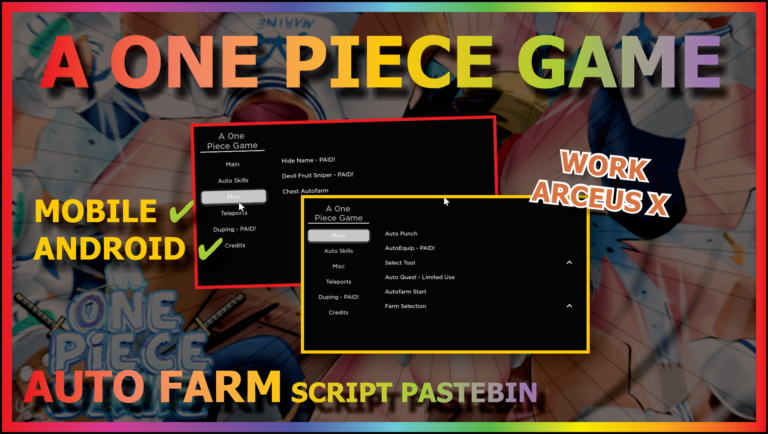 A ONE PIECE GAME
A One
Piece Game
Main
Auto Skills
Misc
Teleports
Duping - PAID!
Credits
Hide Name - PAID!
Devil Fruit Sniper - PAID!
Chest Autofarm
WORK
ARCEUS X
MOBILE ✔
ANDROID ✔
A One
Piece Game
Main
Auto Skills
Misc
Teleports
Duping - PAID!
Credits
Auto Punch
AutoEquip - PAID!
Select Tool
Auto Quest - Limited Use
Autofarm Start
Farm Selection
ONE
PIECE
AUTO FARM SCRIPT PASTEBIN